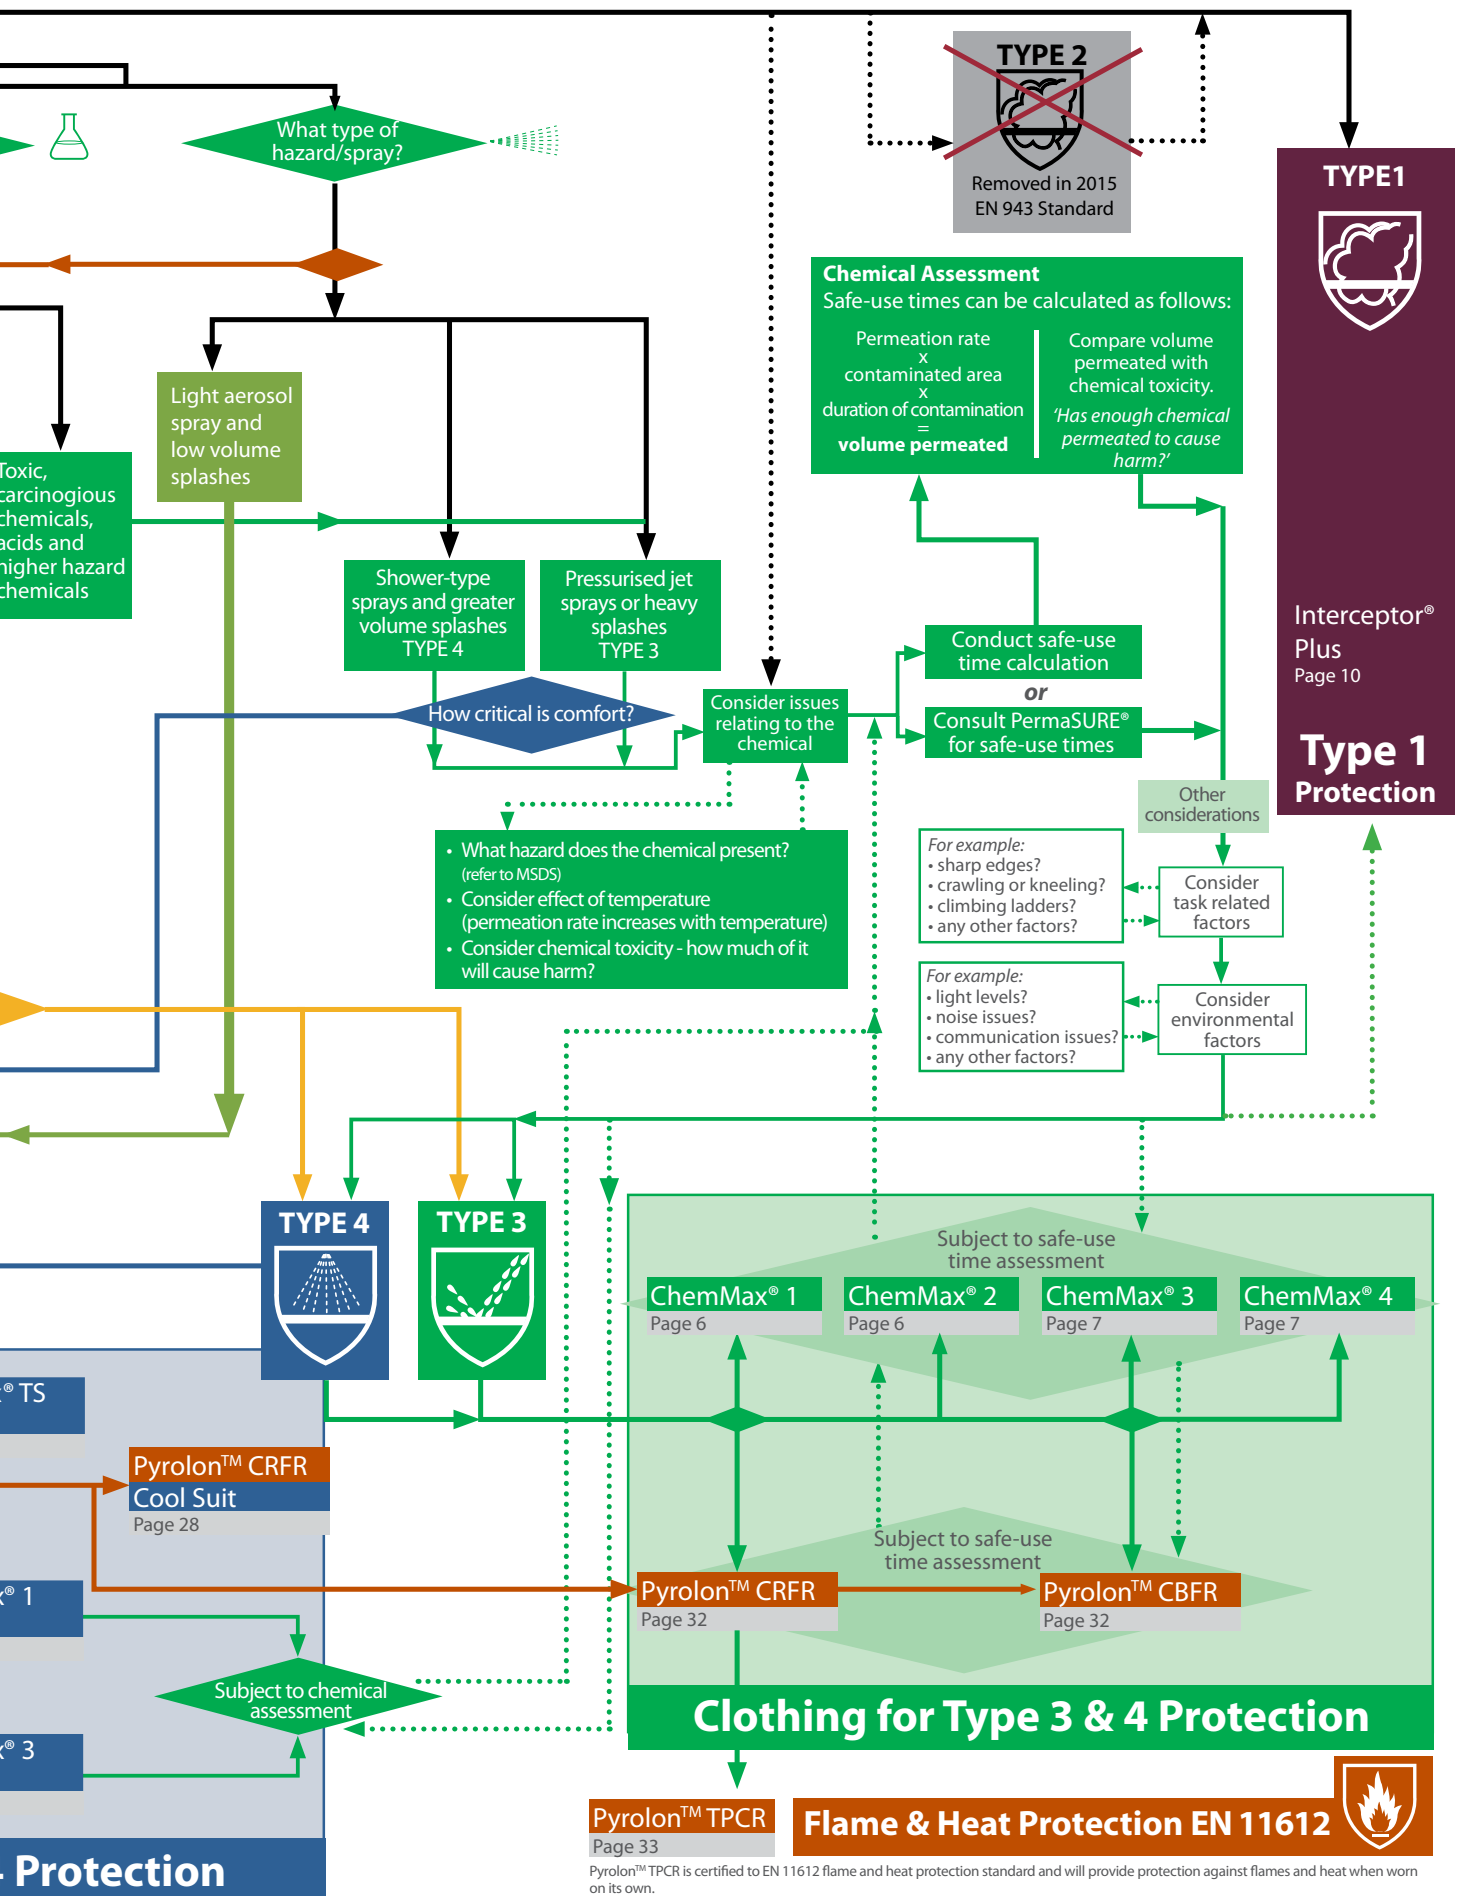 TYPE 2
Removed in 2015
EN 943 Standard
What type of
hazard/spray?
TYPE1
Interceptor®
Plus
Page 10
Type 1
Protection
Chemical Assessment
Safe-use times can be calculated as follows:
Permeation rate
x
contaminated area
x
duration of contamination
=
volume permeated
Compare volume
permeated with
chemical toxicity.
'Has enough chemical
permeated to cause
harm?'
Light aerosol
spray and
low volume
splashes
Toxic,
carcinogious
chemicals,
acids and
higher hazard
chemicals
Shower-type
sprays and greater
volume splashes
TYPE 4
Pressurised jet
sprays or heavy
splashes
TYPE 3
How critical is comfort?
Consider issues
relating to the
chemical
Conduct safe-use
time calculation
or
Consult PermaSURE®
for safe-use times
Other
considerations
• What hazard does the chemical present?
(refer to MSDS)
• Consider effect of temperature
(permeation rate increases with temperature)
• Consider chemical toxicity - how much of it
will cause harm?
For example:
• sharp edges?
• crawling or kneeling?
• climbing ladders?
• any other factors?
Consider
task related
factors
For example:
• light levels?
• noise issues?
• communication issues?
• any other factors?
Consider
environmental
factors
TYPE 4
TYPE 3
Subject to safe-use
time assessment
ChemMax® 1
Page 6
ChemMax® 2
Page 6
ChemMax® 3
Page 7
ChemMax® 4
Page 7
® TS
Pyrolon™ CRFR
Cool Suit
Page 28
Subject to safe-use
time assessment
Pyrolon™ CRFR
Page 32
Pyrolon™ CBFR
Page 32
® 1
Subject to chemical
assessment
® 3
Clothing for Type 3 & 4 Protection
Pyrolon™ TPCR
Page 33
Flame & Heat Protection EN 11612
Protection
Pyrolon™ TPCR is certified to EN 11612 flame and heat protection standard and will provide protection against flames and heat when worn
on its own.